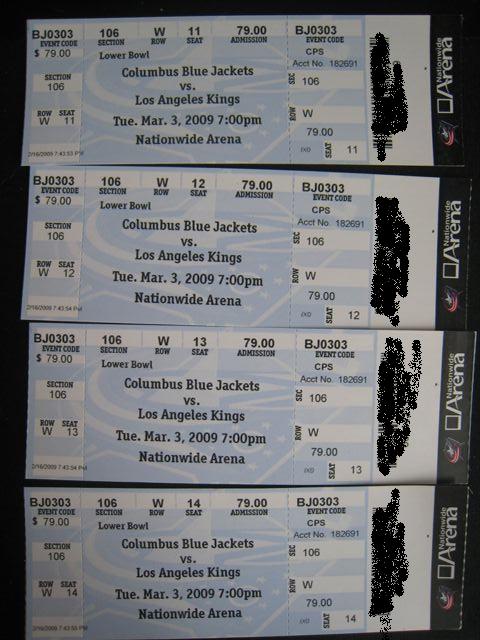 BJ0303 106 W 11 79.00 BJ0303
EVENT CODE SECTION ROW SEAT ADMISSION EVENT CODE
$ 79.00 Lower Bowl CPS
Acct No. 182691
SECTION Columbus Blue Jackets SEC 106
106 vs.
Los Angeles Kings
ROW SEAT Tue. Mar. 3, 2009 7:00pm ROW W
W 11 79.00
Nationwide Arena
2/16/2009 7:43:53 PM SEAT 11
Nationwide Arena
BJ0303 106 W 12 79.00 BJ0303
EVENT CODE SECTION ROW SEAT ADMISSION EVENT CODE
$ 79.00 Lower Bowl CPS
Acct No. 182691
SECTION Columbus Blue Jackets SEC 106
106 vs.
Los Angeles Kings
ROW SEAT Tue. Mar. 3, 2009 7:00pm ROW W
W 12 79.00
Nationwide Arena
2/16/2009 7:43:54 PM SEAT 12
Nationwide Arena
BJ0303 106 W 13 79.00 BJ0303
EVENT CODE SECTION ROW SEAT ADMISSION EVENT CODE
$ 79.00 Lower Bowl CPS
Acct No. 182691
SECTION Columbus Blue Jackets SEC 106
106 vs.
Los Angeles Kings
ROW SEAT Tue. Mar. 3, 2009 7:00pm ROW W
W 13 79.00
Nationwide Arena
2/16/2009 7:43:54 PM SEAT 13
Nationwide Arena
BJ0303 106 W 14 79.00 BJ0303
EVENT CODE SECTION ROW SEAT ADMISSION EVENT CODE
$ 79.00 Lower Bowl CPS
Acct No. 182691
SECTION Columbus Blue Jackets SEC 106
106 vs.
Los Angeles Kings
ROW SEAT Tue. Mar. 3, 2009 7:00pm ROW W
W 14 79.00
Nationwide Arena
2/16/2009 7:43:55 PM SEAT 14
Nationwide Arena